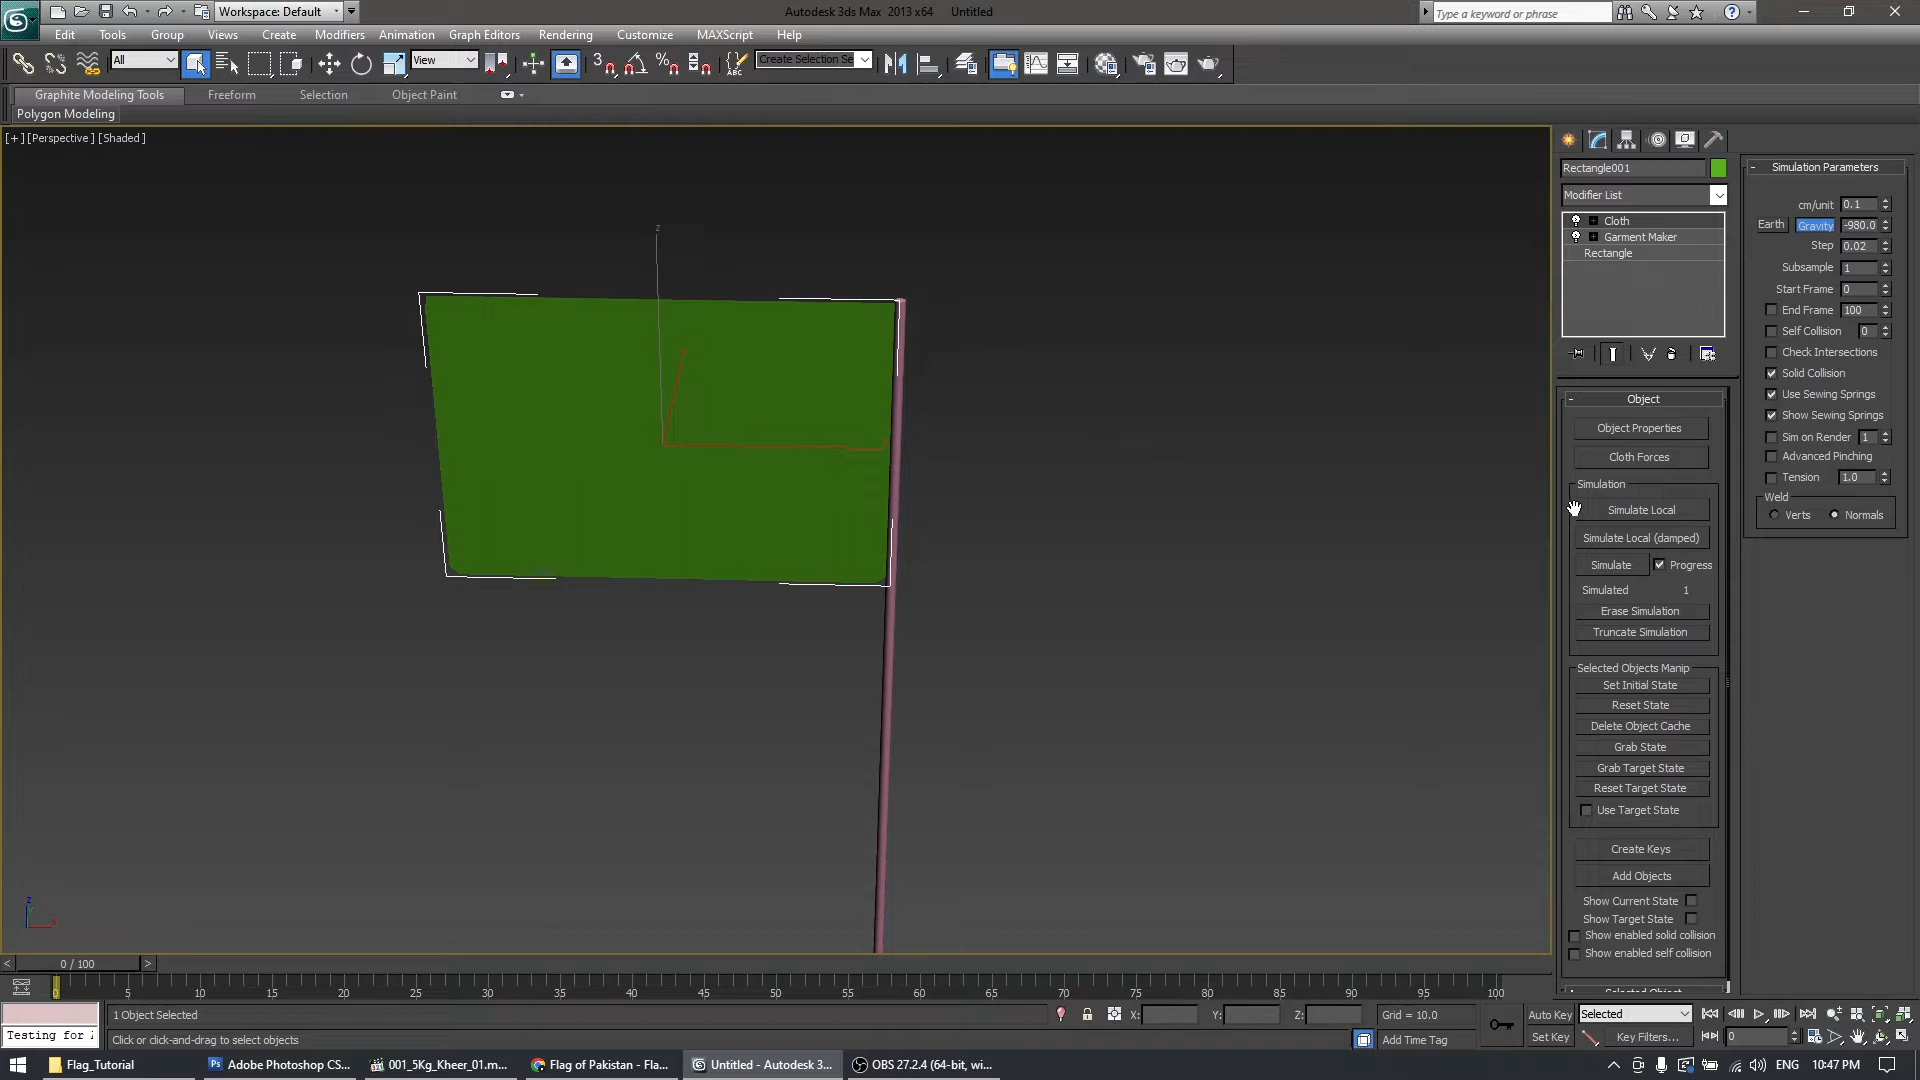 Workspace: Default
Autodesk 3ds Max 2013 x64 Untitled
Type a keyword or phrase
Edit Tools Group Views Create Modifiers Animation Graph Editors Rendering Customize MAXScript Help
All
View
Create Selection Se
Graphite Modeling Tools Freeform Selection Object Paint
Polygon Modeling
[+] [Perspective] [Shaded]
z
Rectangle001
Modifier List
Cloth
Garment Maker
Rectangle
Object
Object Properties
Cloth Forces
Simulation
Simulate Local
Simulate Local (damped)
Simulate Progress
Simulated 1
Erase Simulation
Truncate Simulation
Selected Objects Manip
Set Initial State
Reset State
Delete Object Cache
Grab State
Grab Target State
Reset Target State
Use Target State
Create Keys
Add Objects
Show Current State
Show Target State
Show enabled solid collision
Show enabled self collision
Simulation Parameters
cm/unit 0.1
Earth Gravity -980.0
Step 0.02
Subsample 1
Start Frame 0
End Frame 100
Self Collision 0
Check Intersections
Solid Collision
Use Sewing Springs
Show Sewing Springs
Sim on Render 1
Advanced Pinching
Tension 1.0
Weld
Verts Normals
0 / 100
0 5 10 15 20 25 30 35 40 45 50 55 60 65 70 75 80 85 90 95 100
1 Object Selected
X: Y: Z: Grid = 10.0
Auto Key Selected
Testing for
Click or click-and-drag to select objects
Add Time Tag
Set Key Key Filters... 0
Flag_Tutorial
Adobe Photoshop CS...
001_5Kg_Kheer_01.m...
Flag of Pakistan - Fla...
Untitled - Autodesk 3...
OBS 27.2.4 (64-bit, wi...
ENG 10:47 PM